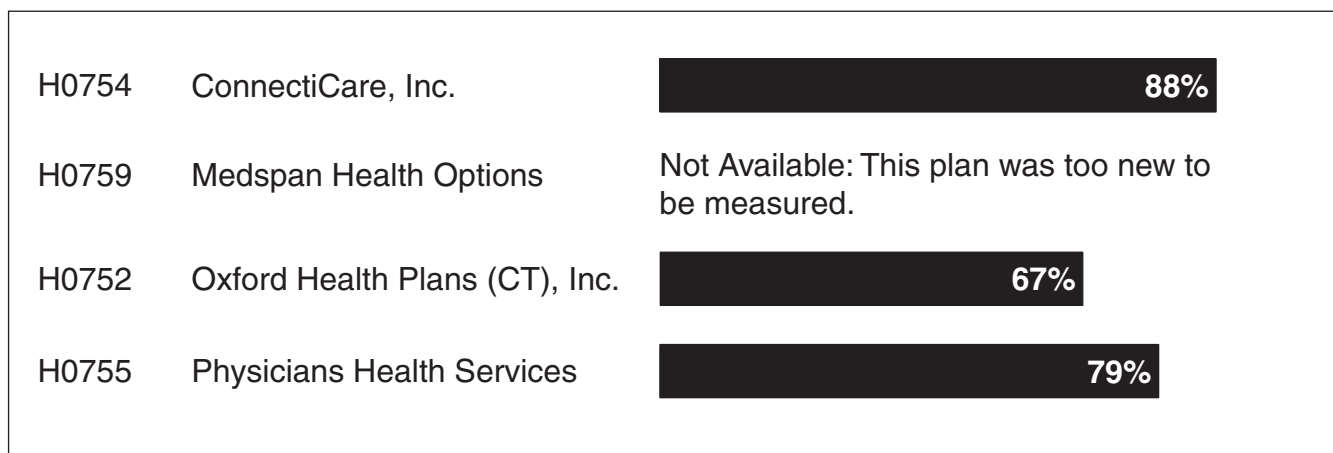 H0754 ConnectiCare, Inc. 88%
H0759 Medspan Health Options Not Available: This plan was too new to
be measured.
H0752 Oxford Health Plans (CT), Inc. 67%
H0755 Physicians Health Services 79%